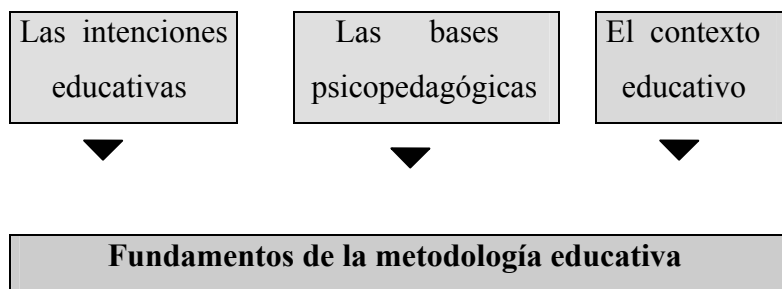 Las intenciones
educativas
Las bases
psicopedagógicas
El contexto
educativo
Fundamentos de la metodología educativa